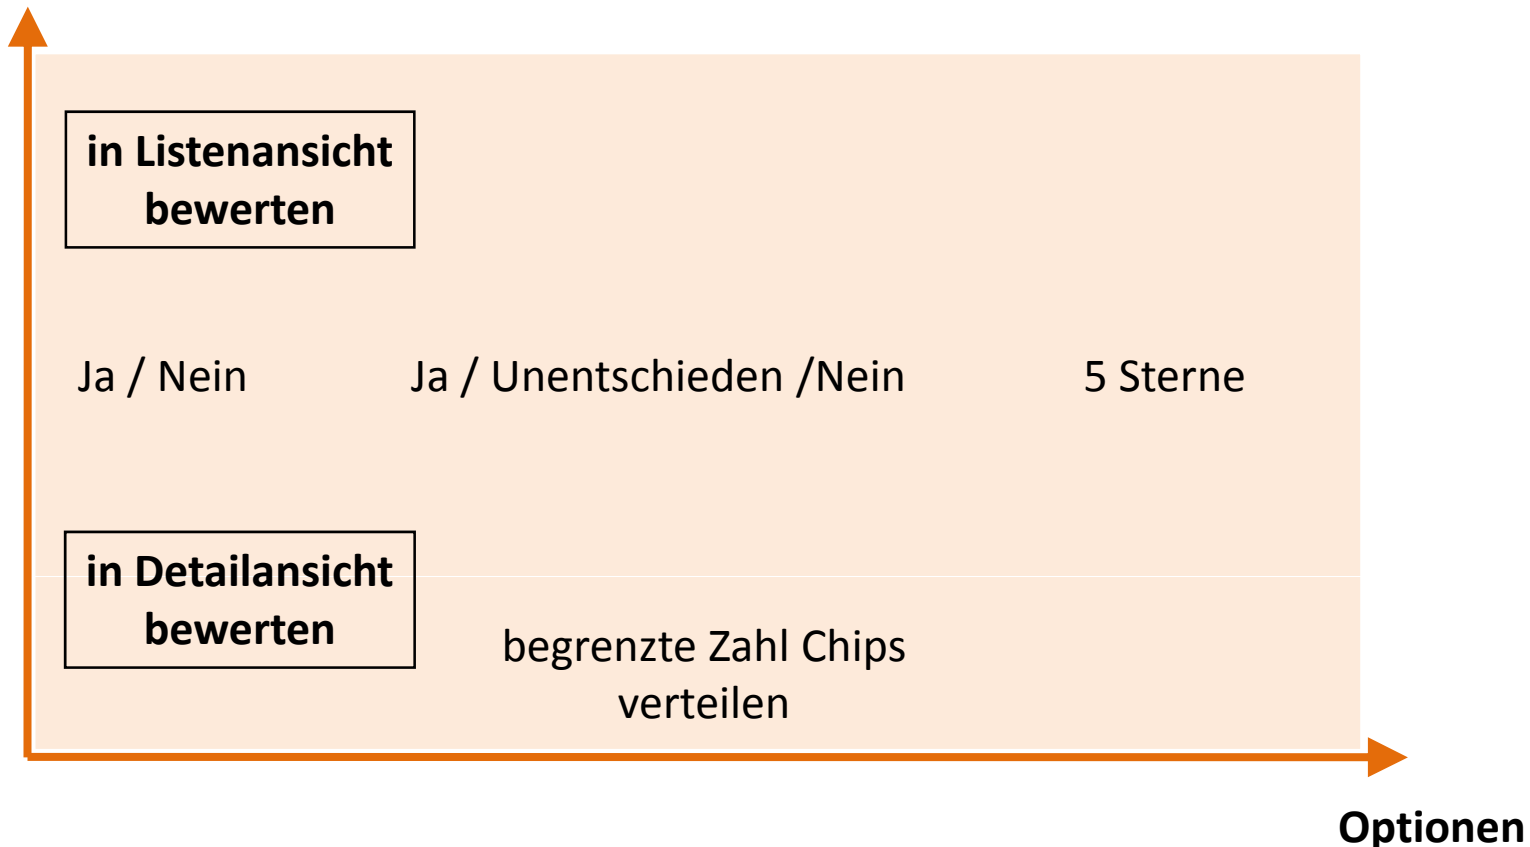 in Listenansicht
bewerten
Ja / Nein
Ja / Unentschieden /Nein
5 Sterne
in Detailansicht
bewerten
begrenzte Zahl Chips
verteilen
Optionen